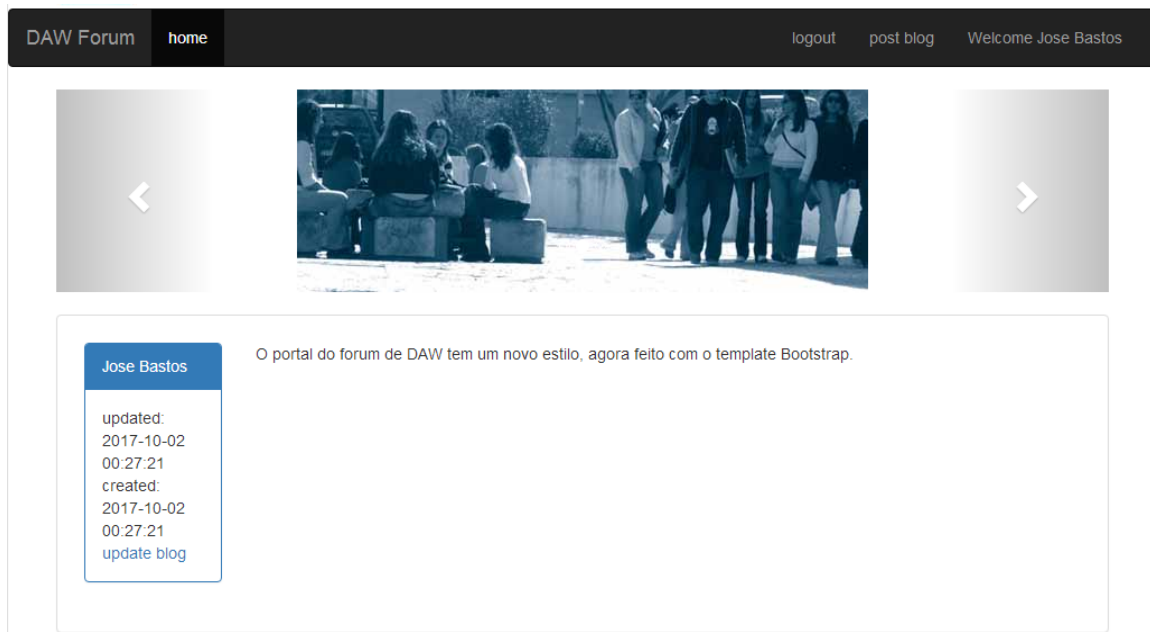 DAW Forum home logout post blog Welcome Jose Bastos
Jose Bastos
O portal do forum de DAW tem um novo estilo, agora feito com o template Bootstrap.
updated:
2017-10-02
00:27:21
created:
2017-10-02
00:27:21
update blog